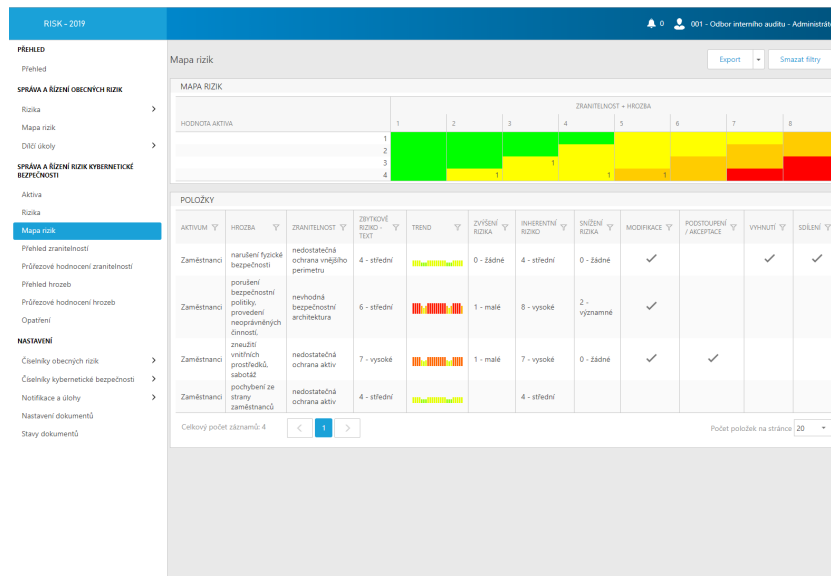 RISK - 2019
0 001 - Odbor interního auditu - Administrát
PŘEHLED
Přehled
SPRÁVA A ŘÍZENÍ OBECNÝCH RIZIK
Rizika
Mapa rizik
Dílčí úkoly
SPRÁVA A ŘÍZENÍ RIZIK KYBERNETICKÉ
BEZPEČNOSTI
Aktiva
Rizika
Mapa rizik
Přehled zranitelností
Průřezové hodnocení zranitelností
Přehled hrozeb
Průřezové hodnocení hrozeb
Opatření
NASTAVENÍ
Číselníky obecných rizik
Číselníky kybernetické bezpečnosti
Notifikace a úlohy
Nastavení dokumentů
Stavy dokumentů
Mapa rizik
Export Smazat filtry
MAPA RIZIK
ZRANITELNOST + HROZBA
HODNOTA AKTIVA 1 2 3 4 5 6 7 8
1
2
3 1
4 1 1 1
POLOŽKY
AKTIVUM HROZBA ZRANITELNOST ZBYTKOVÉ RIZIKO - TEXT TREND ZVÝŠENÍ RIZIKA INHERENTNÍ RIZIKO SNÍŽENÍ RIZIKA MODIFIKACE PODSTOUPENÍ / AKCEPTACE VYHNUTÍ SDÍLENÍ
Zaměstnanci narušení fyzické bezpečnosti nedostatečná ochrana vnějšího perimetru 4 - střední 0 - žádné 4 - střední 0 - žádné
Zaměstnanci porušení bezpečnostní politiky, provedení neoprávněných činností, nevhodná bezpečnostní architektura 6 - střední 1 - malé 8 - vysoké 2 - významné
Zaměstnanci zneužití vnitřních prostředků, sabotáž nedostatečná ochrana aktiv 7 - vysoké 1 - malé 7 - vysoké 0 - žádné
Zaměstnanci pochybení ze strany zaměstnanců nedostatečná ochrana aktiv 4 - střední 4 - střední
Celkový počet záznamů: 4 1 Počet položek na stránce 20